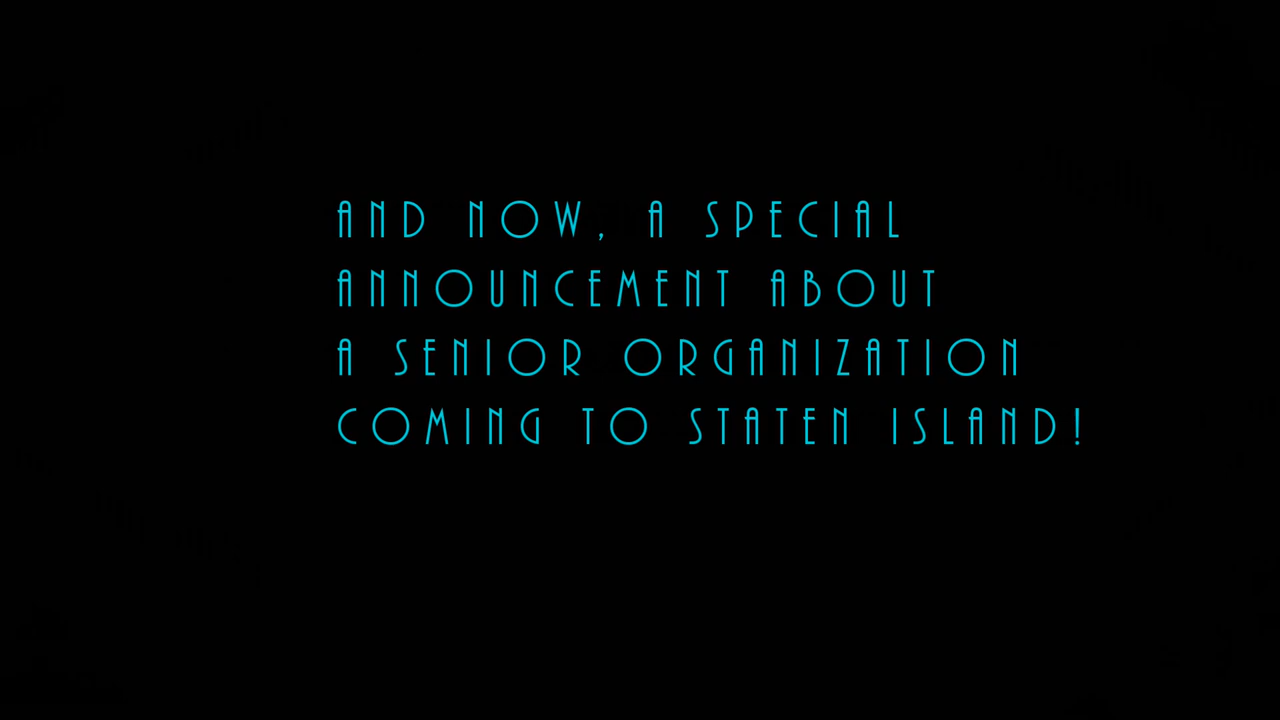 AND NOW, A SPECIAL
ANNOUNCEMENT ABOUT
A SENIOR ORGANIZATION
COMING TO STATEN ISLAND!